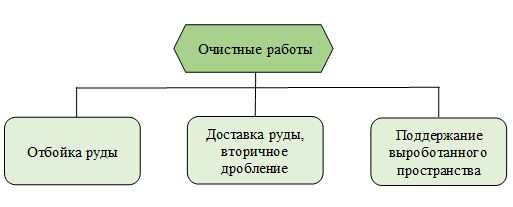 Очистные работы
Отбойка руды
Доставка руды,
вторичное
дробление
Поддержание
выроботанного
пространства